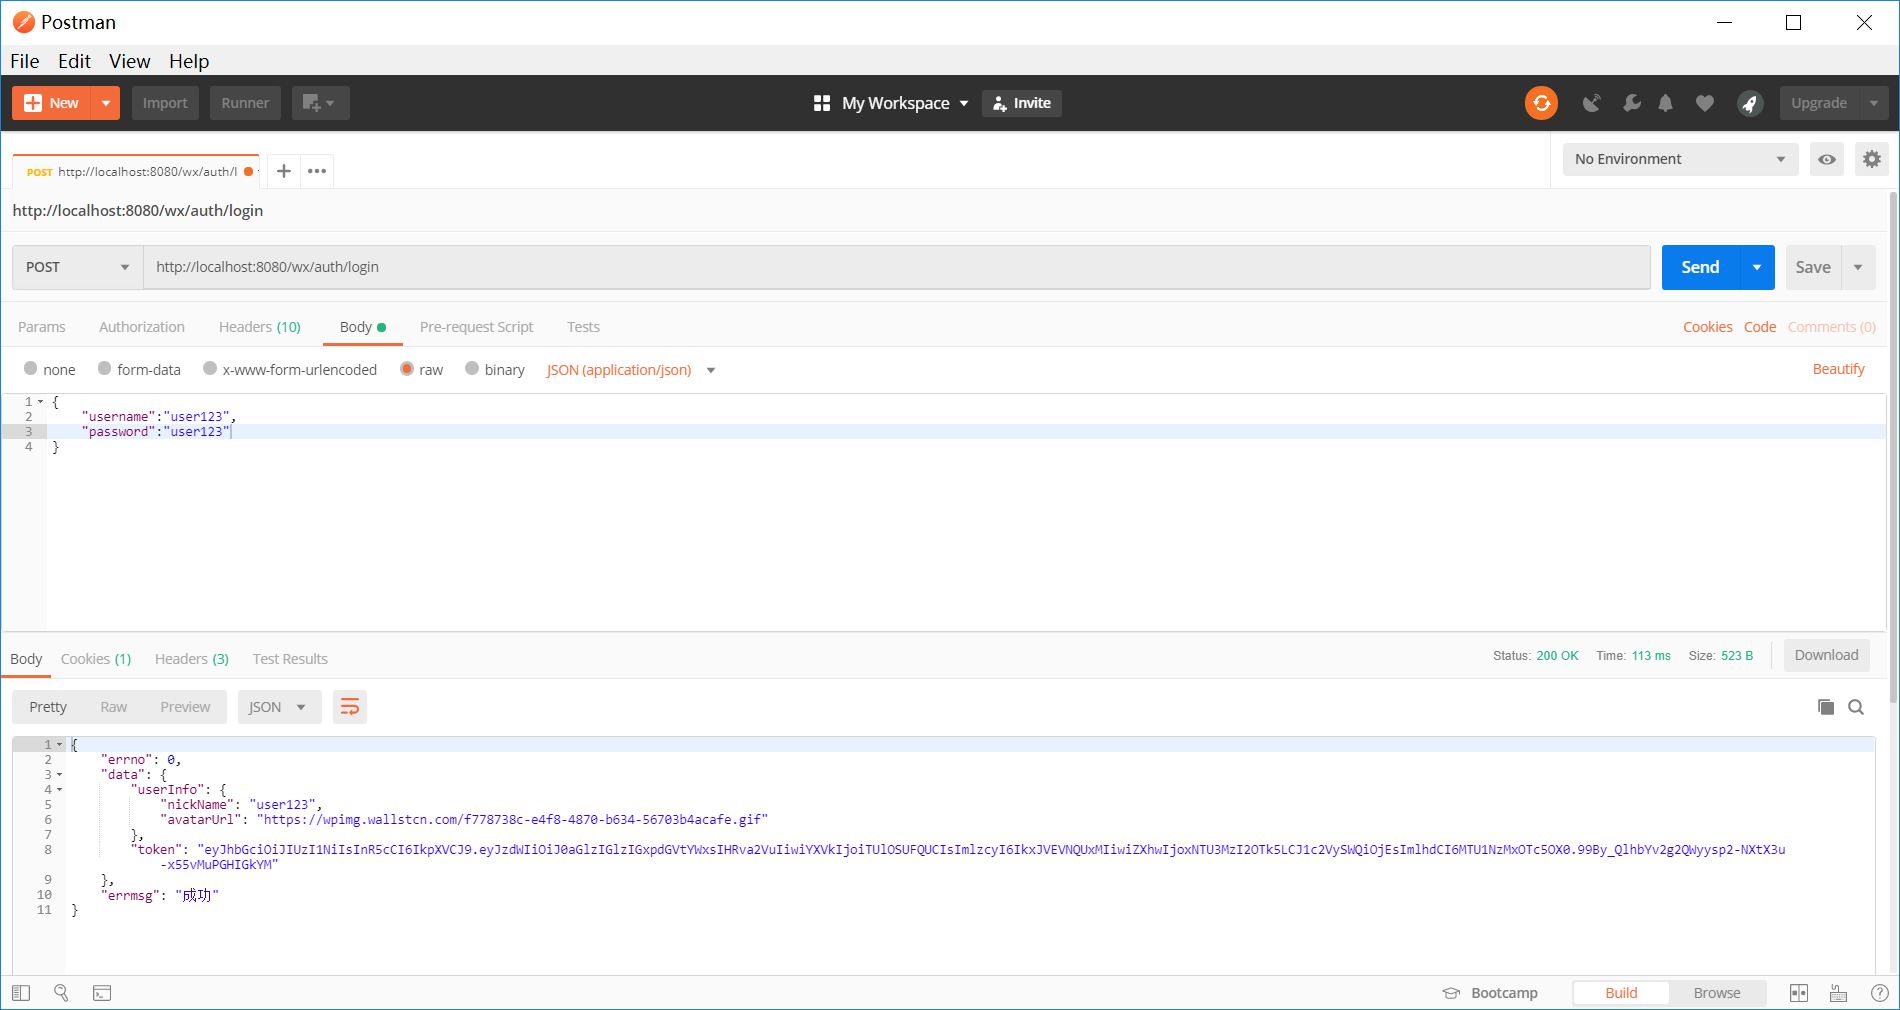 Postman
File Edit View Help
New Import Runner My Workspace Invite Upgrade
POST http://localhost:8080/wx/auth/l No Environment
http://localhost:8080/wx/auth/login
POST http://localhost:8080/wx/auth/login Send Save
Params Authorization Headers (10) Body Pre-request Script Tests Cookies Code Comments (0)
none form-data x-www-form-urlencoded raw binary JSON (application/json) Beautify
1 {
2 "username":"user123",
3 "password":"user123"
4 }
Body Cookies (1) Headers (3) Test Results Status: 200 OK Time: 113 ms Size: 523 B Download
Pretty Raw Preview JSON
1 {
2 "errno": 0,
3 "data": {
4 "userInfo": {
5 "nickName": "user123",
6 "avatarUrl": "https://wpimg.wallstcn.com/f778738c-e4f8-4870-b634-56703b4acafe.gif"
7 },
8 "token": "eyJhbGciOiJIUzI1NiIsInR5cCI6IkpXVCJ9.eyJzdWIiOiJ0aGlzIGlzIGxpdGVtYWxsIHRva2VuIiwiYXVkIjoiTUlOSUFQUCIsImlzcyI6IkxJVEVNQUxMIiwiZXhwIjoxNTU3MzI2OTk5LCJ1c2VySWQiOjEsImlhdCI6MTU1NzMxOTc5OX0.99By_QlhbYv2g2QWyysp2-NXtX3u
-x55vMuPGHIGkYM"
9 },
10 "errmsg": "成功"
11 }
Bootcamp Build Browse